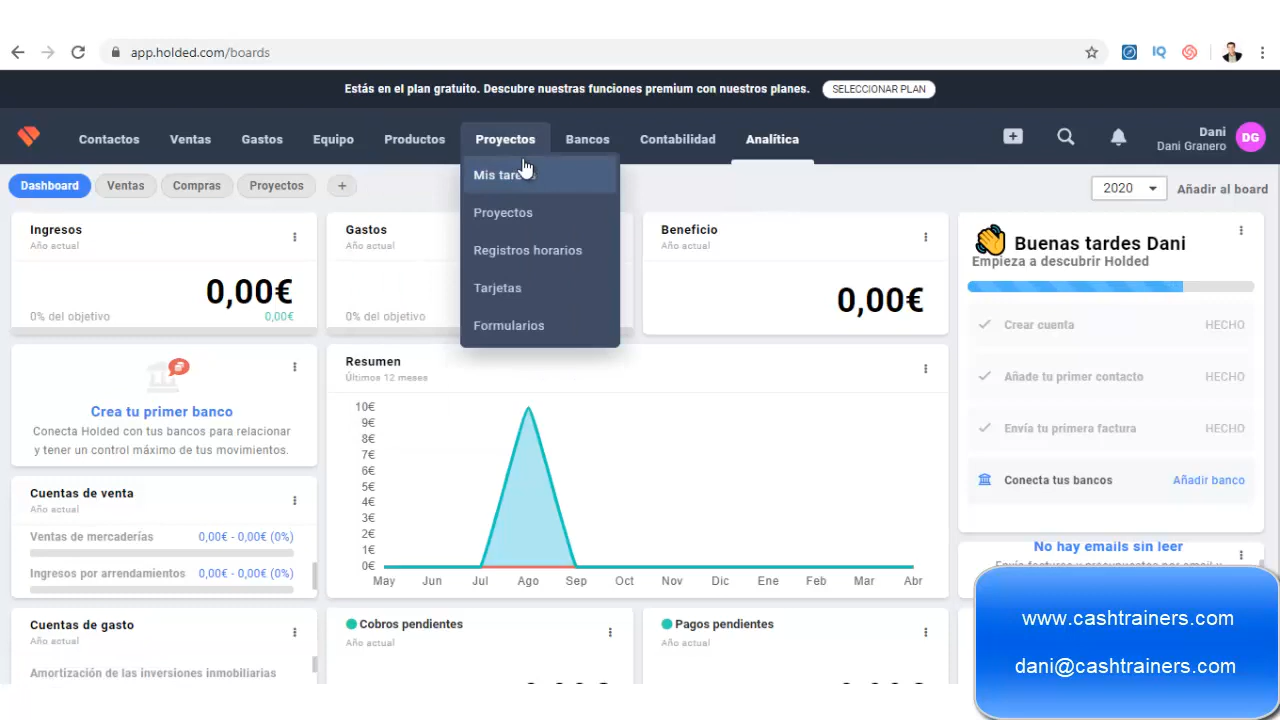 app.holded.com/boards
IQ
Estás en el plan gratuito. Descubre nuestras funciones premium con nuestros planes. SELECCIONAR PLAN
Contactos Ventas Gastos Equipo Productos Proyectos Bancos Contabilidad Analítica
Dani
Dani Granero
DG
Dashboard Ventas Compras Proyectos + 2020 Añadir al board
Mis
Proyectos
Registros horarios
Tarjetas
Formularios
Ingresos
Año actual
0,00€
0% del objetivo 0,00€
Gastos
Año actual
0% del objetivo
Beneficio
Año actual
0,00€
Buenas tardes Dani
Empieza a descubrir Holded
Crear cuenta HECHO
Añade tu primer contacto HECHO
Envía tu primera factura HECHO
Conecta tus bancos Añadir banco
Crea tu primer banco
Conecta Holded con tus bancos para relacionar
y tener un control máximo de tus movimientos.
Resumen
Últimos 12 meses
10€
9€
8€
7€
6€
5€
4€
3€
2€
1€
0€
May Jun Jul Ago Sep Oct Nov Dic Ene Feb Mar Abr
Cuentas de venta
Año actual
Ventas de mercaderías 0,00€ - 0,00€ (0%)
Ingresos por arrendamientos 0,00€ - 0,00€ (0%)
No hay emails sin leer
Cuentas de gasto
Año actual
Amortización de las inversiones inmobiliarias
Cobros pendientes
Año actual
Pagos pendientes
Año actual
www.cashtrainers.com
dani@cashtrainers.com